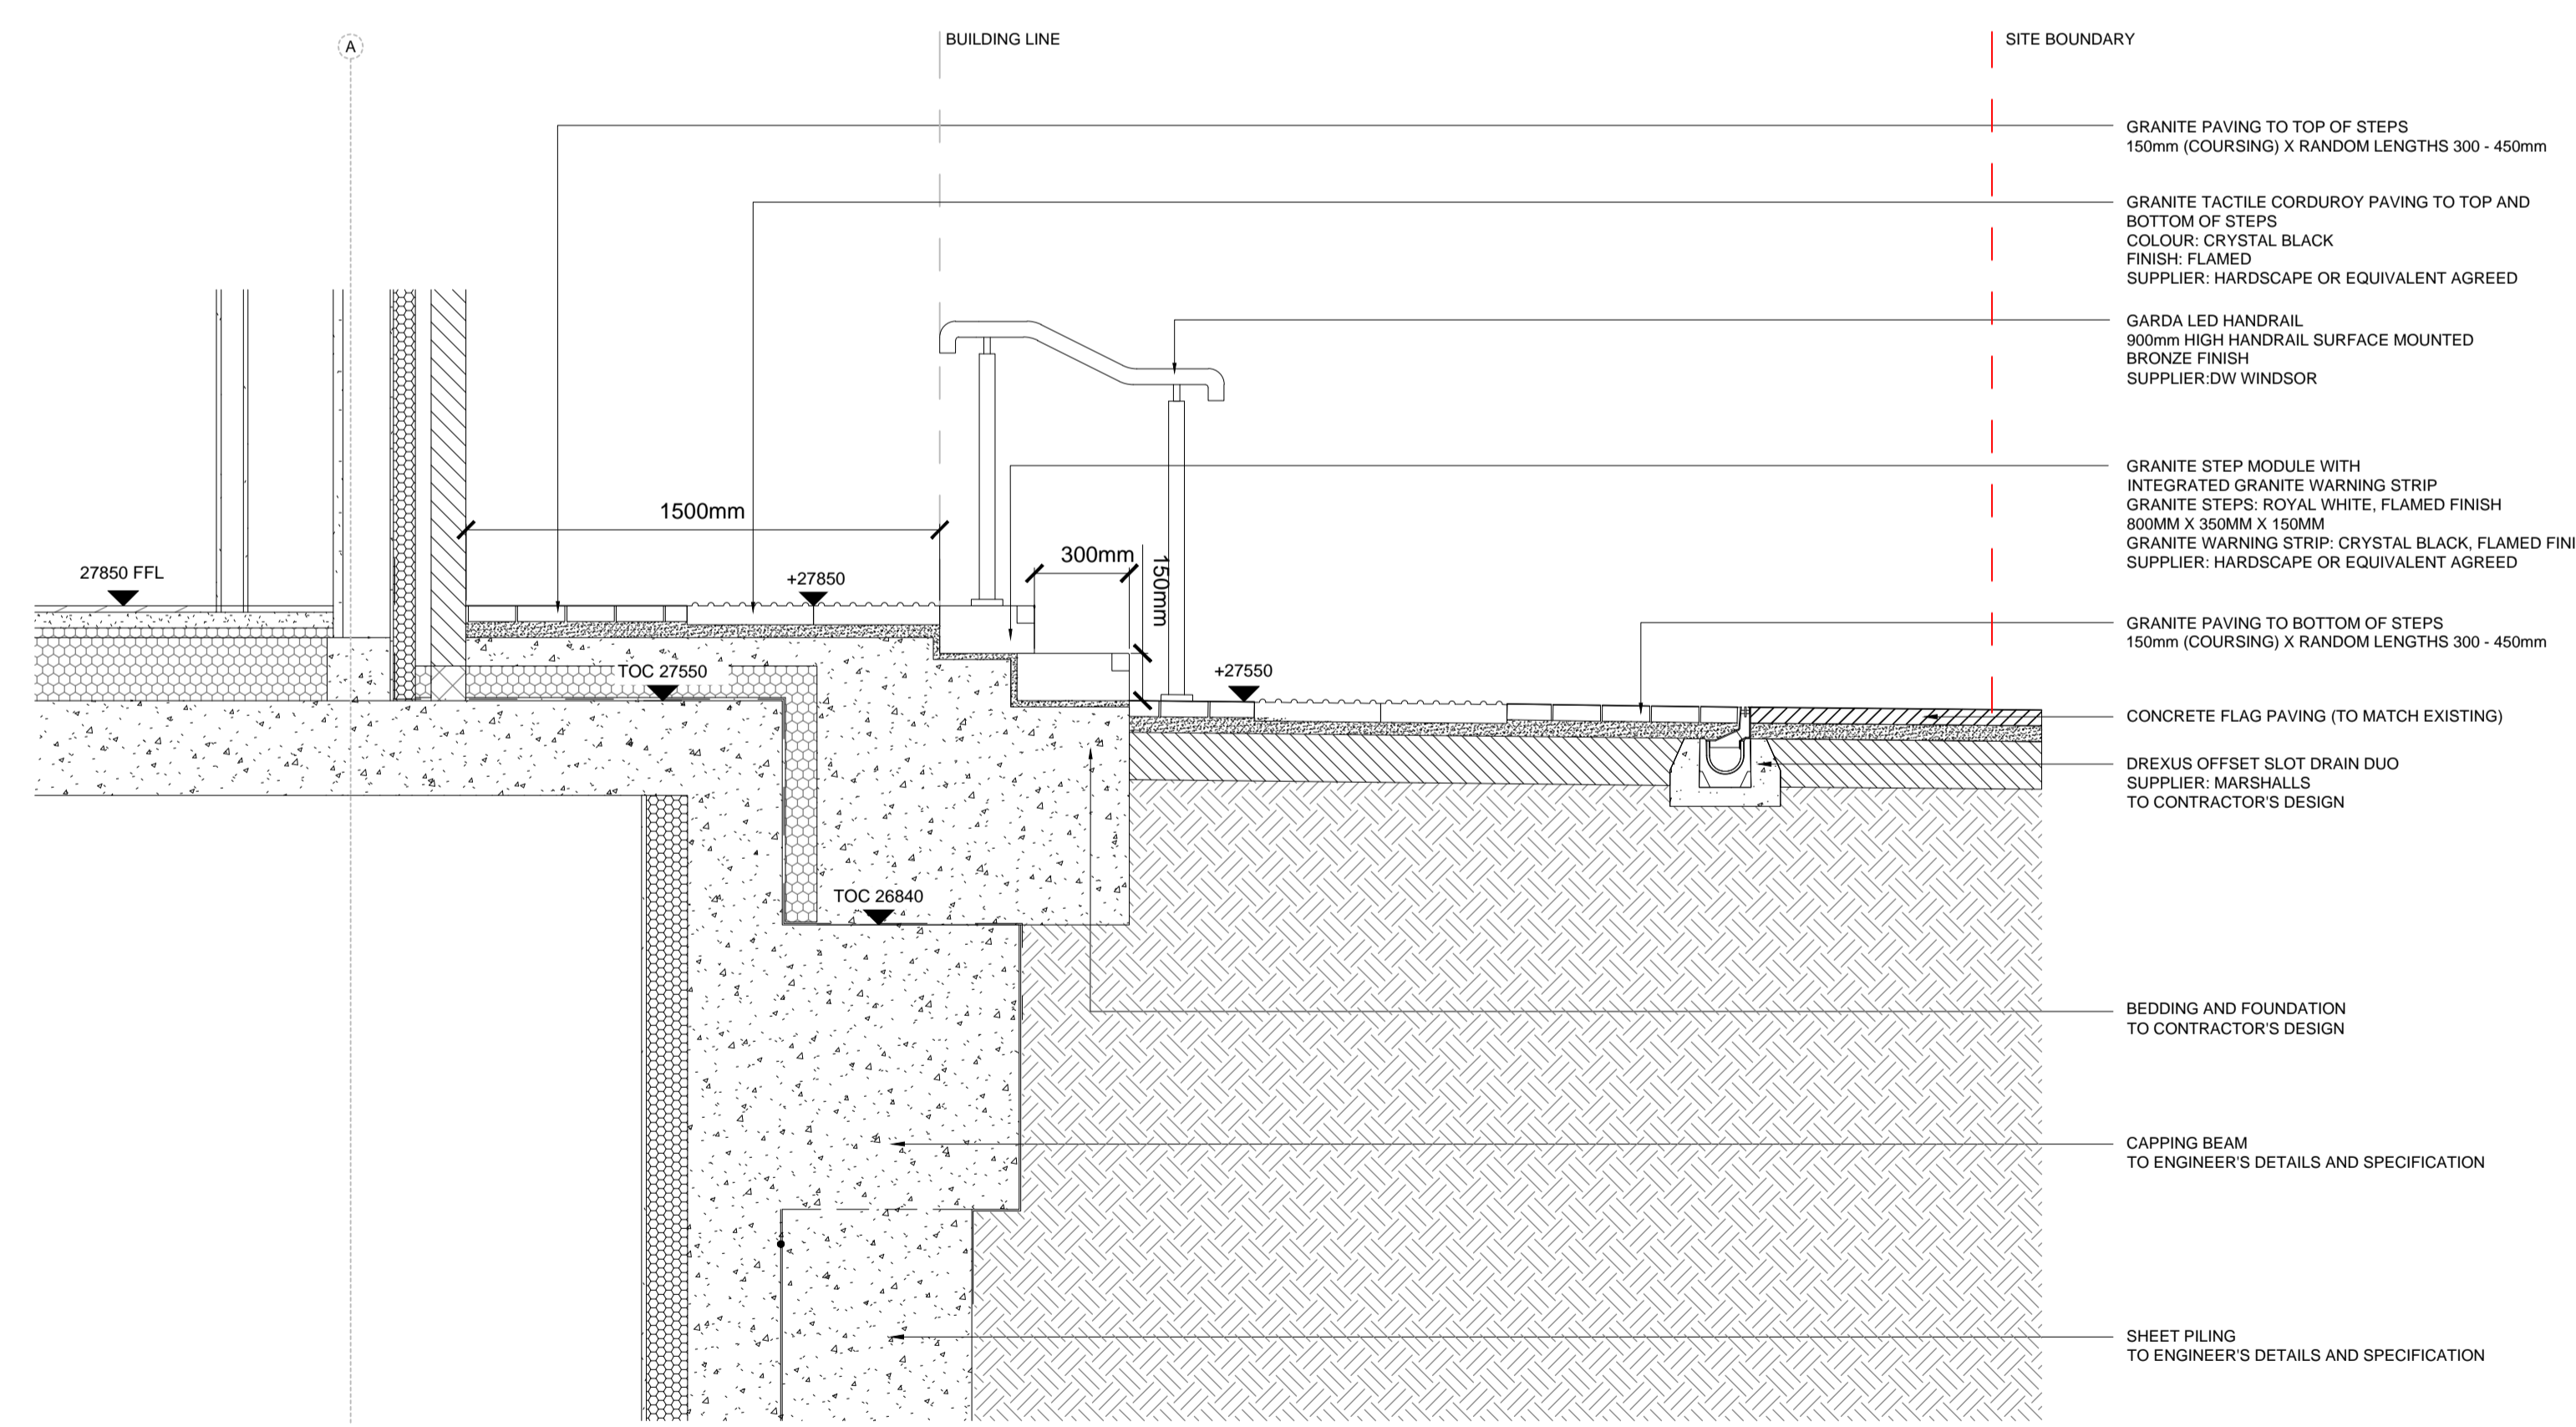 A
BUILDING LINE
SITE BOUNDARY
GRANITE PAVING TO TOP OF STEPS
150mm (COURSING) X RANDOM LENGTHS 300 - 450mm
GRANITE TACTILE CORDUROY PAVING TO TOP AND
BOTTOM OF STEPS
COLOUR: CRYSTAL BLACK
FINISH: FLAMED
SUPPLIER: HARDSCAPE OR EQUIVALENT AGREED
GARDA LED HANDRAIL
900mm HIGH HANDRAIL SURFACE MOUNTED
BRONZE FINISH
SUPPLIER:DW WINDSOR
GRANITE STEP MODULE WITH
INTEGRATED GRANITE WARNING STRIP
GRANITE STEPS: ROYAL WHITE, FLAMED FINISH
800MM X 350MM X 150MM
GRANITE WARNING STRIP: CRYSTAL BLACK, FLAMED FINI
SUPPLIER: HARDSCAPE OR EQUIVALENT AGREED
1500mm
300mm
150mm
27850 FFL
+27850
GRANITE PAVING TO BOTTOM OF STEPS
150mm (COURSING) X RANDOM LENGTHS 300 - 450mm
TOC 27550
+27550
CONCRETE FLAG PAVING (TO MATCH EXISTING)
DREXUS OFFSET SLOT DRAIN DUO
SUPPLIER: MARSHALLS
TO CONTRACTOR'S DESIGN
TOC 26840
BEDDING AND FOUNDATION
TO CONTRACTOR'S DESIGN
CAPPING BEAM
TO ENGINEER'S DETAILS AND SPECIFICATION
SHEET PILING
TO ENGINEER'S DETAILS AND SPECIFICATION